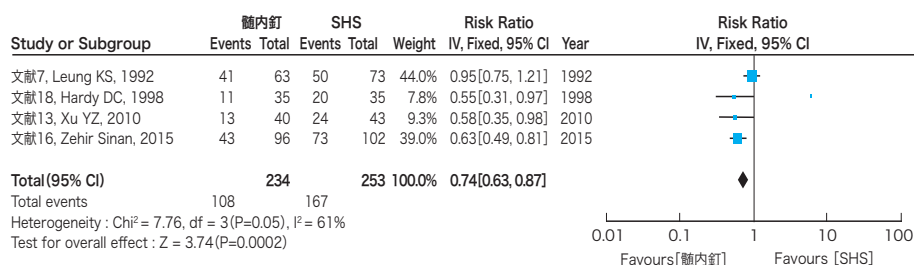 髄内釘 SHS Risk Ratio Risk Ratio
Study or Subgroup Events Total Events Total Weight IV, Fixed, 95% CI Year IV, Fixed, 95% CI
文献7, Leung KS, 1992 41 63 50 73 44.0% 0.95[0.75, 1.21] 1992
文献18, Hardy DC, 1998 11 35 20 35 7.8% 0.55[0.31, 0.97] 1998
文献13, Xu YZ, 2010 13 40 24 43 9.3% 0.58[0.35, 0.98] 2010
文献16, Zehir Sinan, 2015 43 96 73 102 39.0% 0.63[0.49, 0.81] 2015
Total(95% CI) 234 253 100.0% 0.74[0.63, 0.87]
Total events 108 167
Heterogeneity : Chi² = 7.76, df = 3(P=0.05), I² = 61%
Test for overall effect : Z = 3.74(P=0.0002)
0.01 0.1 1 10 100
Favours[髄内釘] Favours [SHS]